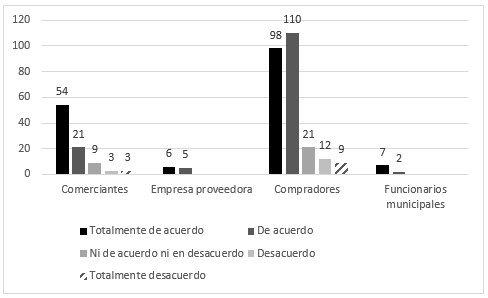 120
110
98
100
80
60
54
40
21
21
20
9
12
9
3
3
6
5
7
2
0
Comerciantes
Empresa proveedora
Compradores
Funcionarios
municipales
Totalmente de acuerdo
De acuerdo
Ni de acuerdo ni en desacuerdo
Desacuerdo
Totalmente desacuerdo